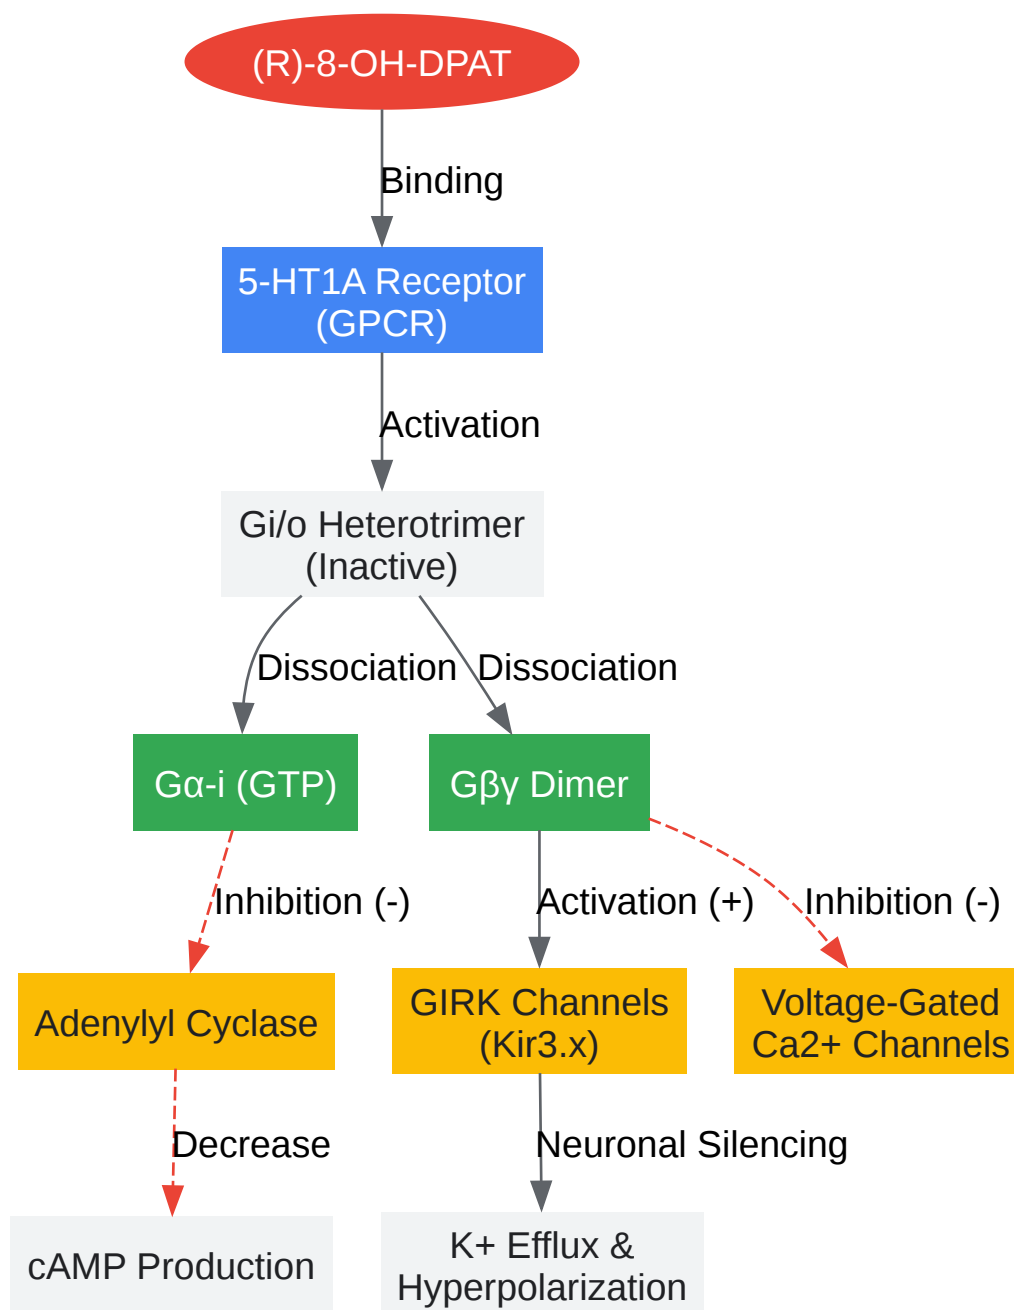 (R)-8-OH-DPAT
Binding
5-HT1A Receptor
(GPCR)
Activation
Gi/o Heterotrimer
(Inactive)
Dissociation
Dissociation
Gα-i (GTP)
Gβγ Dimer
Inhibition (-)
Activation (+)
Inhibition (-)
Adenylyl Cyclase
GIRK Channels
(Kir3.x)
Voltage-Gated
Ca2+ Channels
Decrease
Neuronal Silencing
cAMP Production
K+ Efflux &
Hyperpolarization